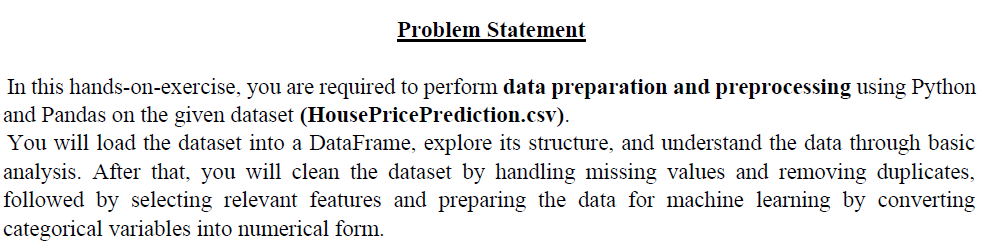 Problem Statement
In this hands-on-exercise, you are required to perform data preparation and preprocessing using Python
and Pandas on the given dataset (HousePricePrediction.csv).
You will load the dataset into a DataFrame, explore its structure, and understand the data through basic
analysis. After that, you will clean the dataset by handling missing values and removing duplicates,
followed by selecting relevant features and preparing the data for machine learning by converting
categorical variables into numerical form.